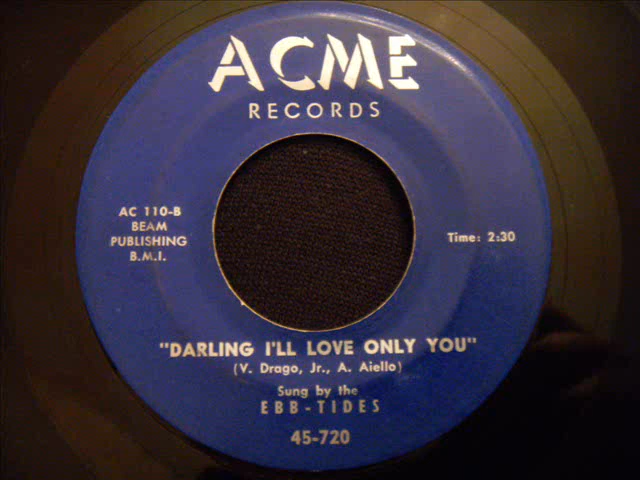 ACME
RECORDS
AC 110-B
BEAM
PUBLISHING
B.M.I.
Time: 2:30
"DARLING I'LL LOVE ONLY YOU"
(V. Drago, Jr., A. Aiello)
Sung by the
EBB-TIDES
45-720